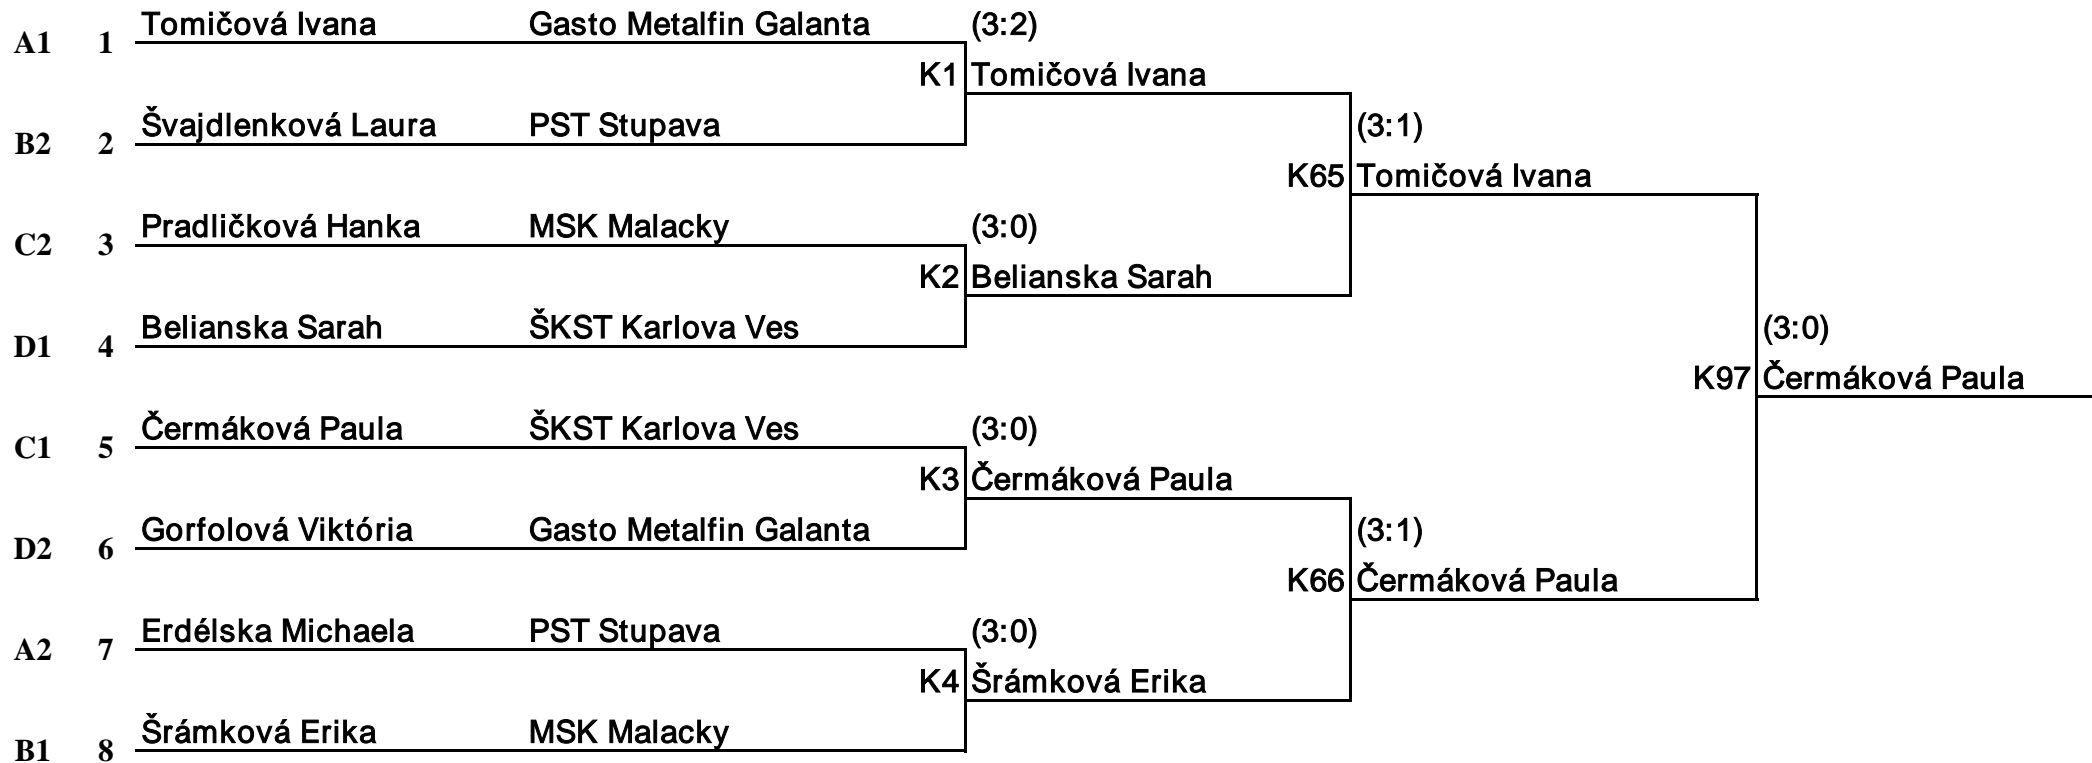 A1 1 Tomičová Ivana Gasto Metalfin Galanta (3:2)
K1 Tomičová Ivana
B2 2 Švajdlenková Laura PST Stupava (3:1)
K65 Tomičová Ivana
C2 3 Pradličková Hanka MSK Malacky (3:0)
K2 Belianska Sarah
D1 4 Belianska Sarah ŠKST Karlova Ves (3:0)
K97 Čermáková Paula
C1 5 Čermáková Paula ŠKST Karlova Ves (3:0)
K3 Čermáková Paula
D2 6 Gorfolová Viktória Gasto Metalfin Galanta (3:1)
K66 Čermáková Paula
A2 7 Erdélska Michaela PST Stupava (3:0)
K4 Šrámková Erika
B1 8 Šrámková Erika MSK Malacky